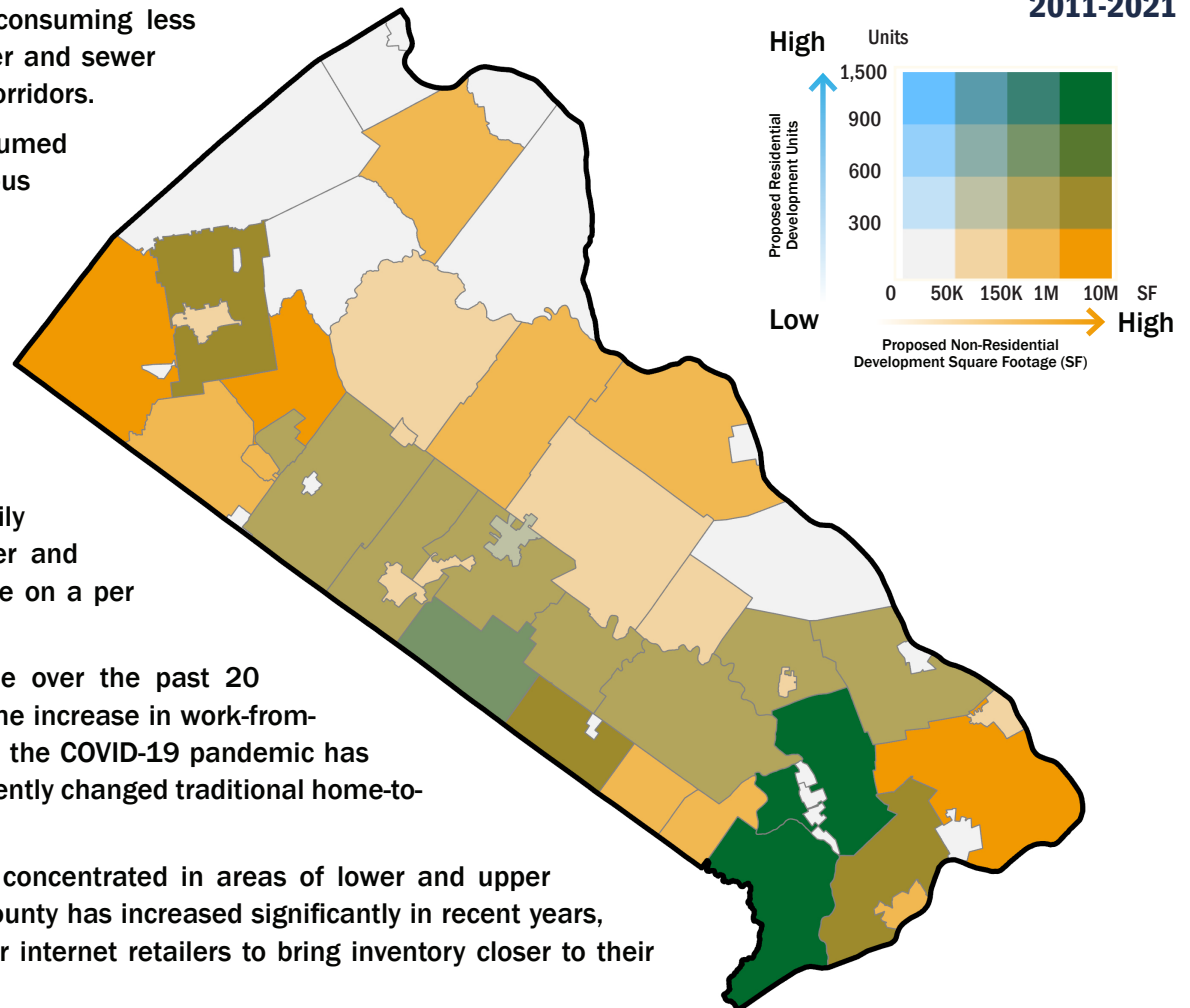 consuming less
er and sewer
orridors.
umed
us
ily
er and
e on a per
e over the past 20
ne increase in work-from-
the COVID-19 pandemic has
ently changed traditional home-to-
concentrated in areas of lower and upper
ounty has increased significantly in recent years,
r internet retailers to bring inventory closer to their
2011-2021
High
Units
1,500
900
600
300
Proposed Residential
Development Units
0 50K 150K 1M 10M SF
Low
High
Proposed Non-Residential
Development Square Footage (SF)